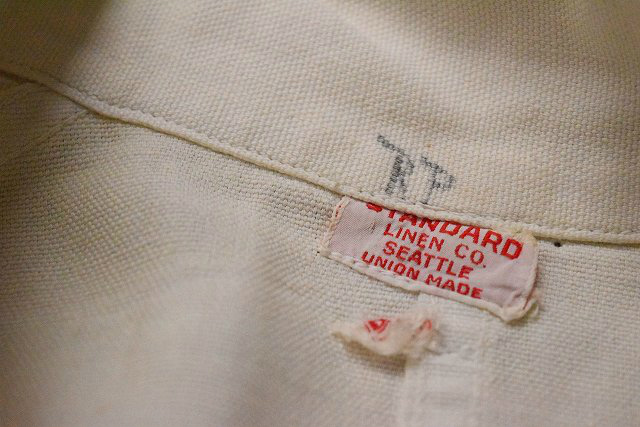 RP
STANDARD
LINEN CO.
SEATTLE
UNION MADE